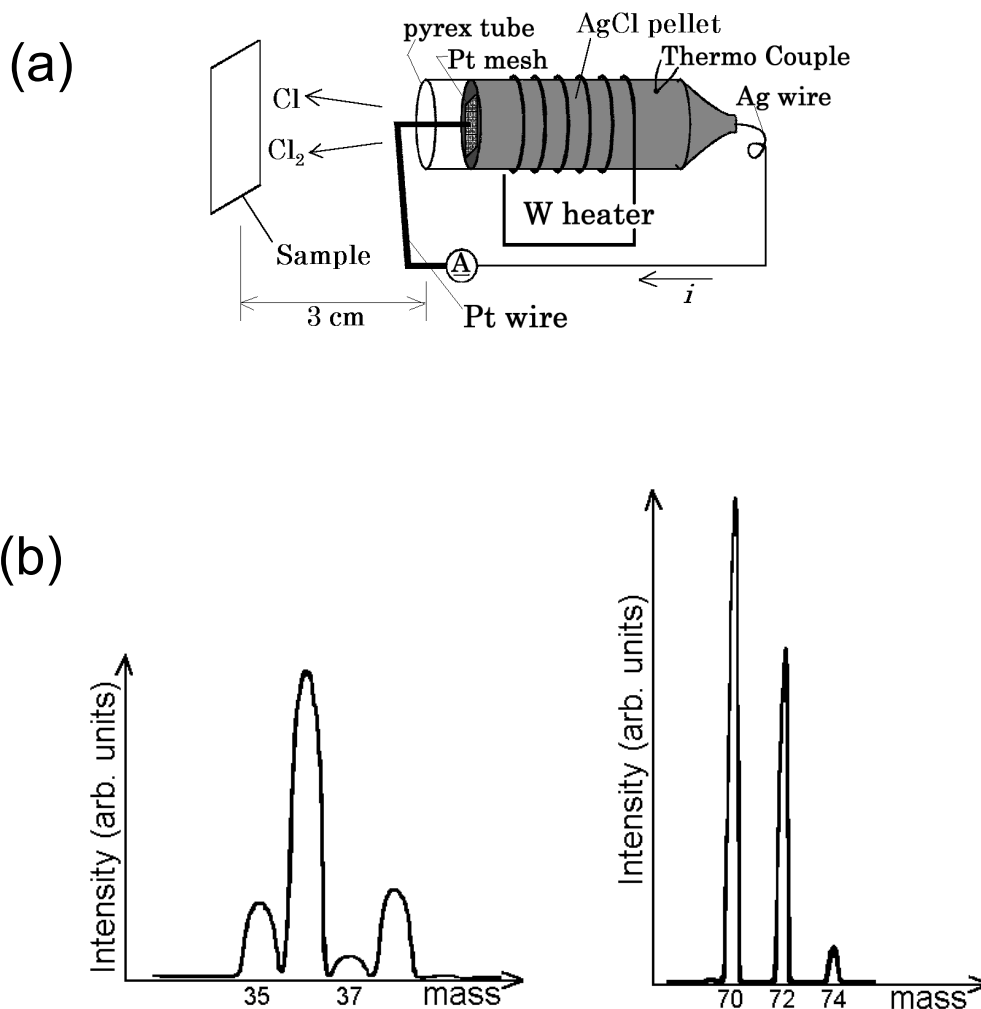 (a)
pyrex tube
Pt mesh
AgCl pellet
Thermo Couple
Ag wire
Cl
Cl₂
W heater
Sample
A
i
3 cm
Pt wire
(b)
Intensity (arb. units)
35 37 mass
Intensity (arb. units)
70 72 74 mass